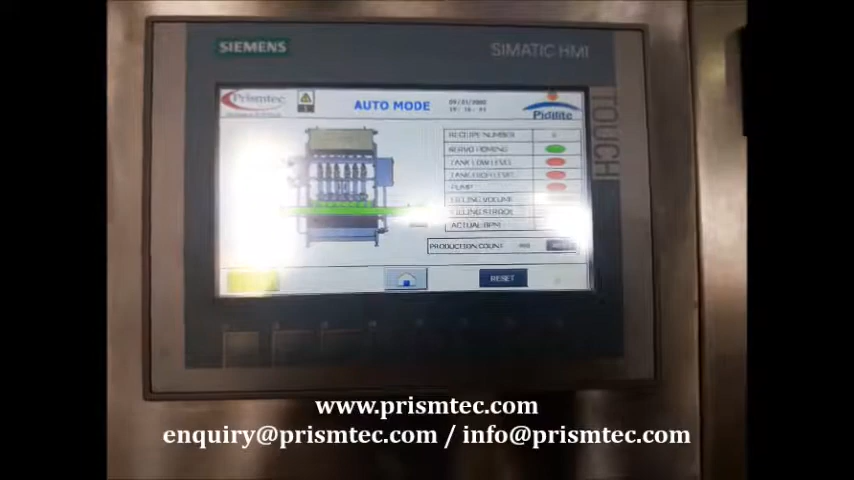 SIEMENS
SIMATIC HMI
TOUCH
Prismtec
AUTO MODE
Pidilite
RECIPE NUMBER
SERVO HOMING
TANK LOW LEVEL
TANK HIGH LEVEL
PUMP
FILLING VOLUME
FILLING STROKE
ACTUAL BPM
PRODUCTION COUNT
RESET
www.prismtec.com
enquiry@prismtec.com / info@prismtec.com